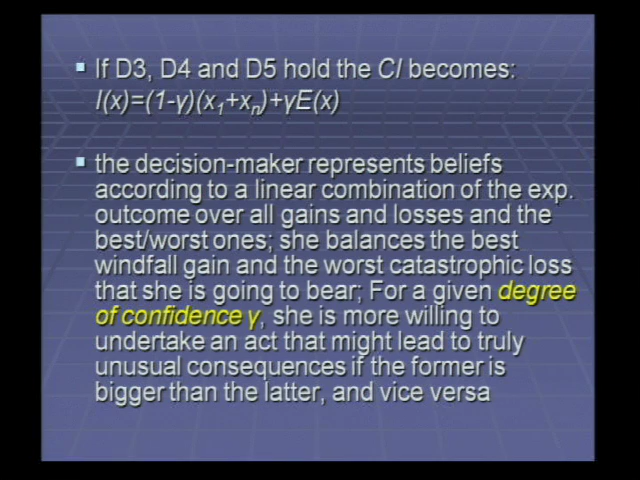 If D3, D4 and D5 hold the CI becomes:
I(x)=(1-γ)(x₁+xₙ)+γE(x)
the decision-maker represents beliefs
according to a linear combination of the exp.
outcome over all gains and losses and the
best/worst ones; she balances the best
windfall gain and the worst catastrophic loss
that she is going to bear; For a given degree
of confidence γ, she is more willing to
undertake an act that might lead to truly
unusual consequences if the former is
bigger than the latter, and vice versa